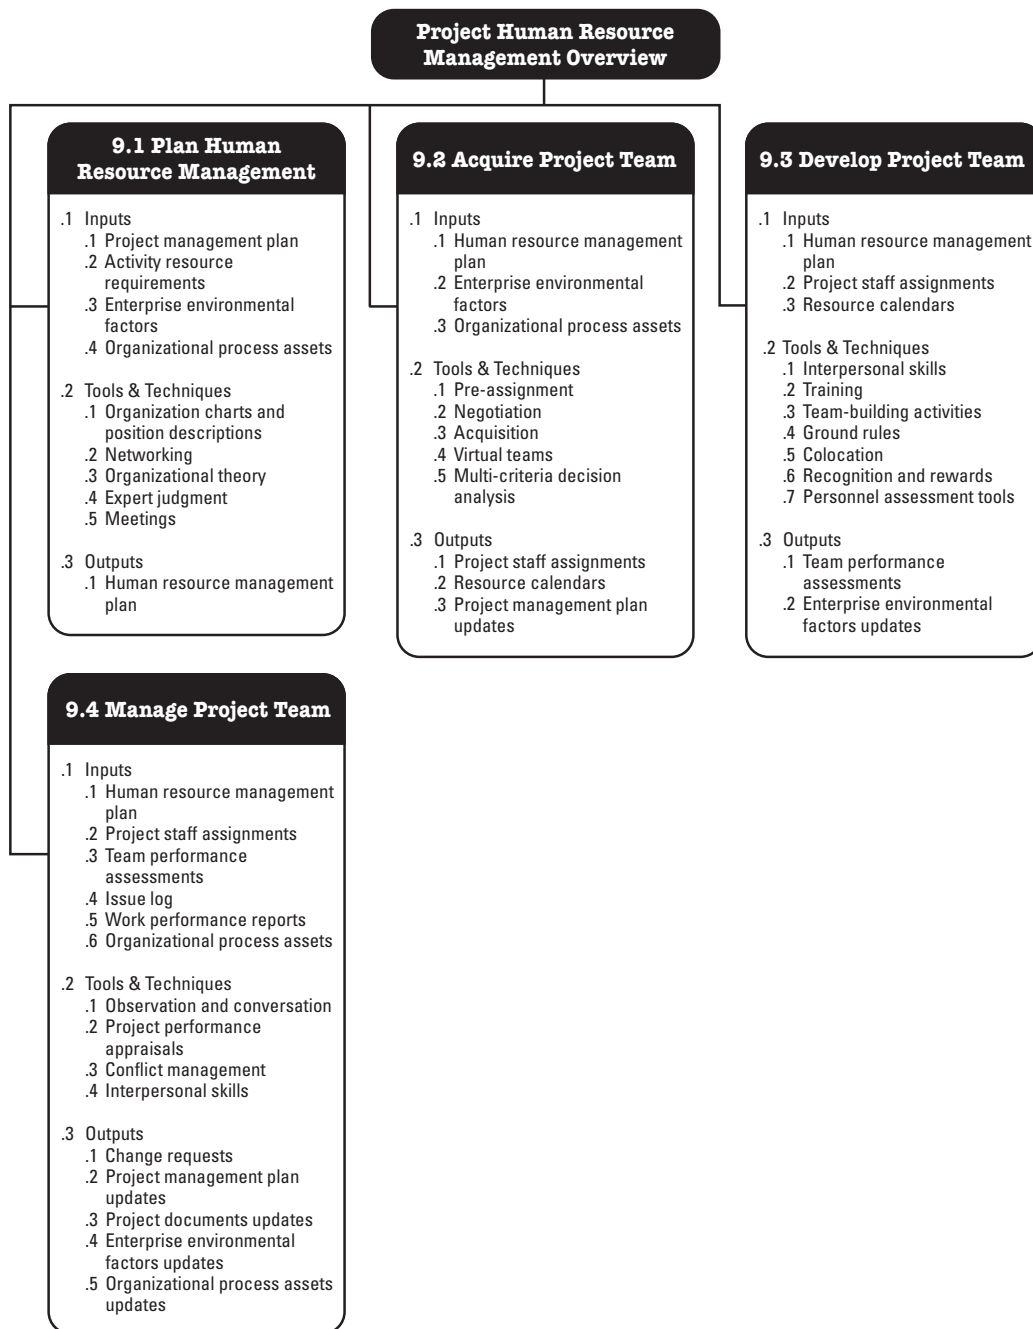 Project Human Resource
Management Overview
9.1 Plan Human
Resource Management
.1 Inputs
.1 Project management plan
.2 Activity resource
requirements
.3 Enterprise environmental
factors
.4 Organizational process assets
.2 Tools & Techniques
.1 Organization charts and
position descriptions
.2 Networking
.3 Organizational theory
.4 Expert judgment
.5 Meetings
.3 Outputs
.1 Human resource management
plan
9.2 Acquire Project Team
.1 Inputs
.1 Human resource management
plan
.2 Enterprise environmental
factors
.3 Organizational process assets
.2 Tools & Techniques
.1 Pre-assignment
.2 Negotiation
.3 Acquisition
.4 Virtual teams
.5 Multi-criteria decision
analysis
.3 Outputs
.1 Project staff assignments
.2 Resource calendars
.3 Project management plan
updates
9.3 Develop Project Team
.1 Inputs
.1 Human resource management
plan
.2 Project staff assignments
.3 Resource calendars
.2 Tools & Techniques
.1 Interpersonal skills
.2 Training
.3 Team-building activities
.4 Ground rules
.5 Colocation
.6 Recognition and rewards
.7 Personnel assessment tools
.3 Outputs
.1 Team performance
assessments
.2 Enterprise environmental
factors updates
9.4 Manage Project Team
.1 Inputs
.1 Human resource management
plan
.2 Project staff assignments
.3 Team performance
assessments
.4 Issue log
.5 Work performance reports
.6 Organizational process assets
.2 Tools & Techniques
.1 Observation and conversation
.2 Project performance
appraisals
.3 Conflict management
.4 Interpersonal skills
.3 Outputs
.1 Change requests
.2 Project management plan
updates
.3 Project documents updates
.4 Enterprise environmental
factors updates
.5 Organizational process assets
updates